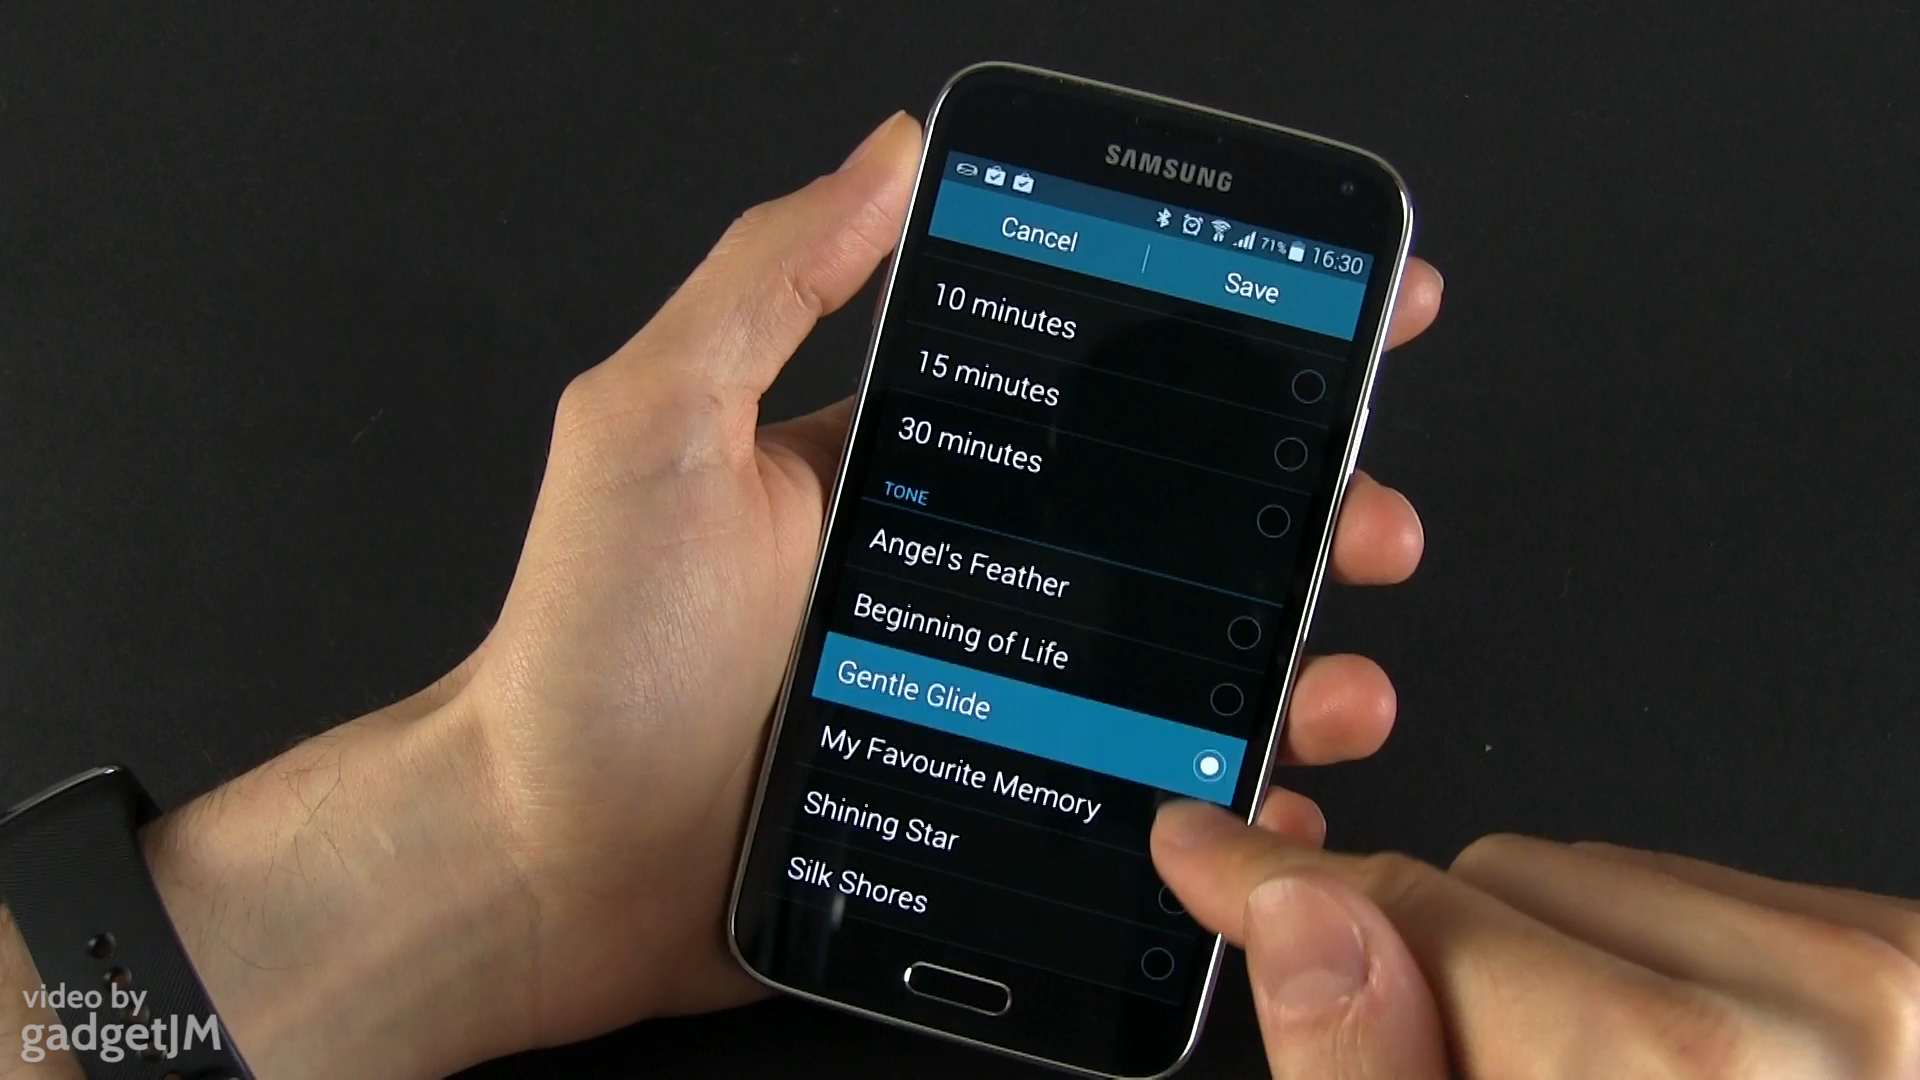 SAMSUNG
71% 16:30
Cancel
Save
10 minutes
15 minutes
30 minutes
TONE
Angel's Feather
Beginning of Life
Gentle Glide
My Favourite Memory
Shining Star
Silk Shores
video by
gadgetJM